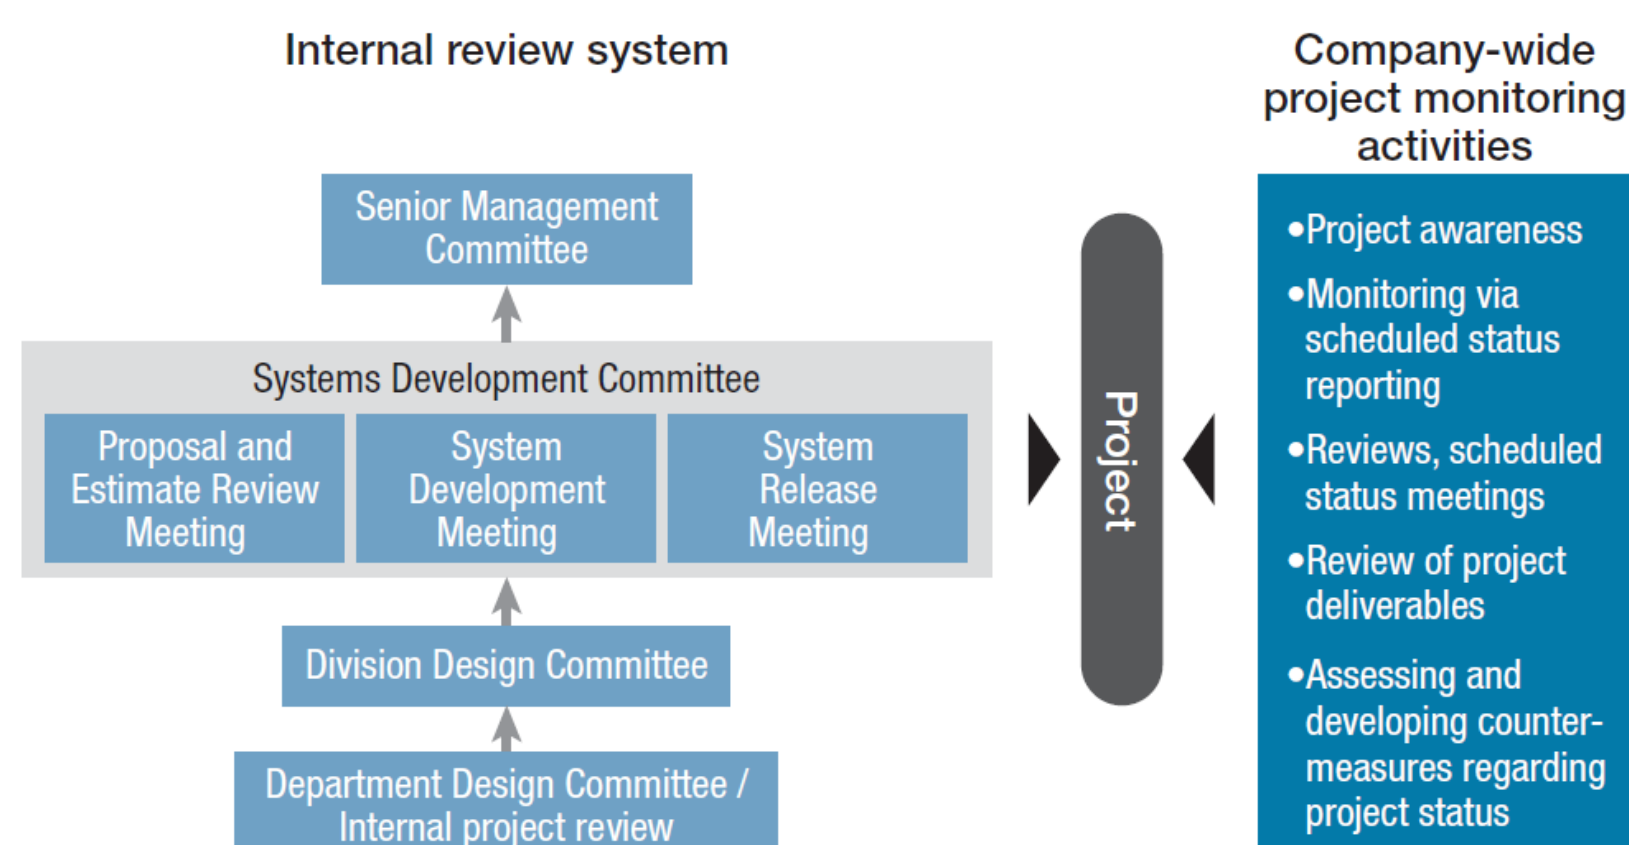 Internal review system
Senior Management
Committee
Systems Development Committee
Proposal and
Estimate Review
Meeting
System
Development
Meeting
System
Release
Meeting
Division Design Committee
Department Design Committee /
Internal project review
Project
Company-wide
project monitoring
activities
•Project awareness
•Monitoring via
scheduled status
reporting
•Reviews, scheduled
status meetings
•Review of project
deliverables
•Assessing and
developing counter-
measures regarding
project status